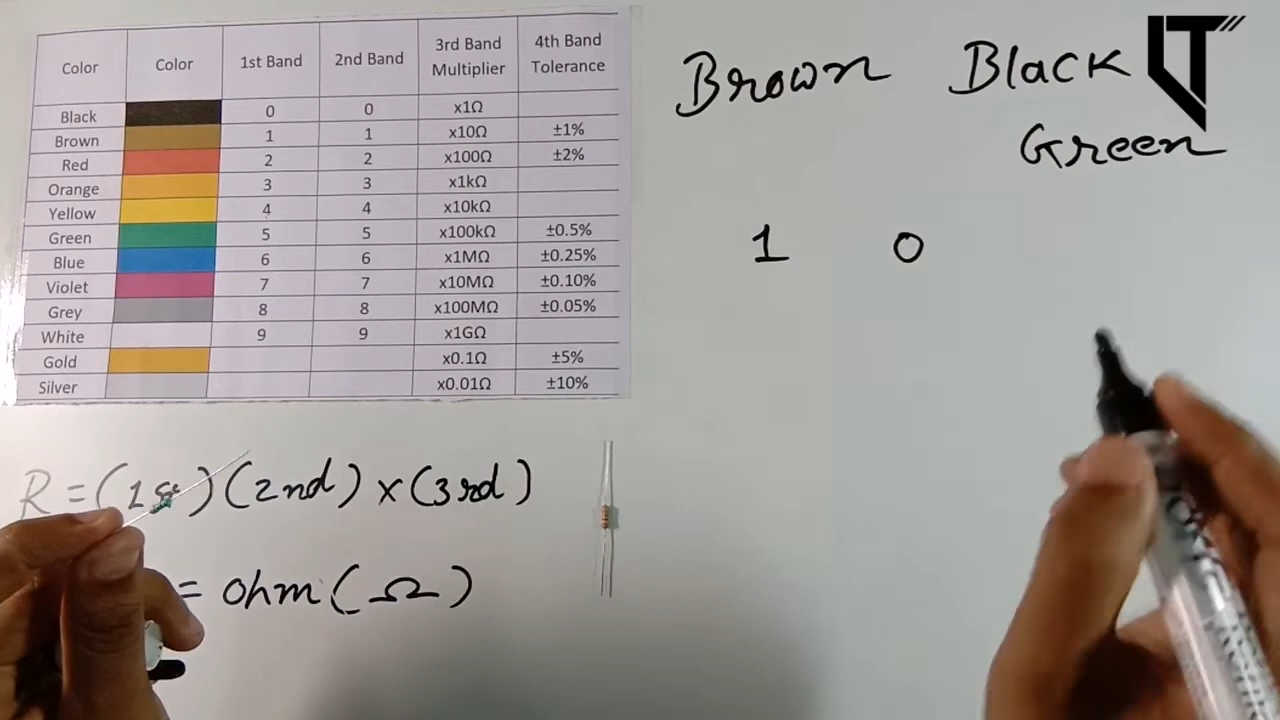 Color Color 1st Band 2nd Band 3rd Band Multiplier 4th Band Tolerance
Black 0 0 x1Ω
Brown 1 1 x10Ω ±1%
Red 2 2 x100Ω ±2%
Orange 3 3 x1kΩ
Yellow 4 4 x10kΩ
Green 5 5 x100kΩ ±0.5%
Blue 6 6 x1MΩ ±0.25%
Violet 7 7 x10MΩ ±0.10%
Grey 8 8 x100MΩ ±0.05%
White 9 9 x1GΩ
Gold x0.1Ω ±5%
Silver x0.01Ω ±10%
R = (1st)(2nd) x (3rd)
= ohm (Ω)
Brown Black
Green
1 0
LT